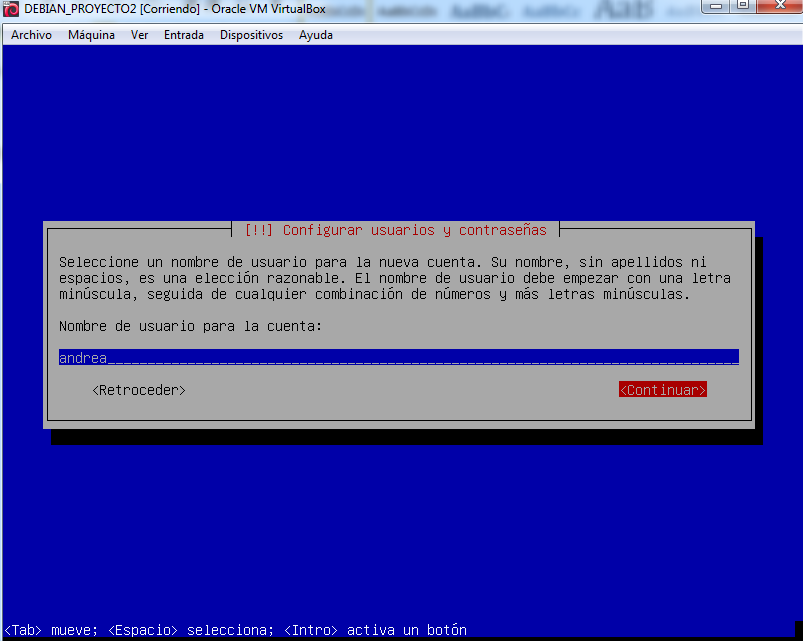 DEBIAN_PROYECTO2 [Corriendo] - Oracle VM VirtualBox
Archivo Máquina Ver Entrada Dispositivos Ayuda
[!!] Configurar usuarios y contraseñas
Seleccione un nombre de usuario para la nueva cuenta. Su nombre, sin apellidos ni
espacios, es una elección razonable. El nombre de usuario debe empezar con una letra
minúscula, seguida de cualquier combinación de números y más letras minúsculas.
Nombre de usuario para la cuenta:
andrea
<Retroceder> <Continuar>
<Tab> mueve; <Espacio> selecciona; <Intro> activa un botón